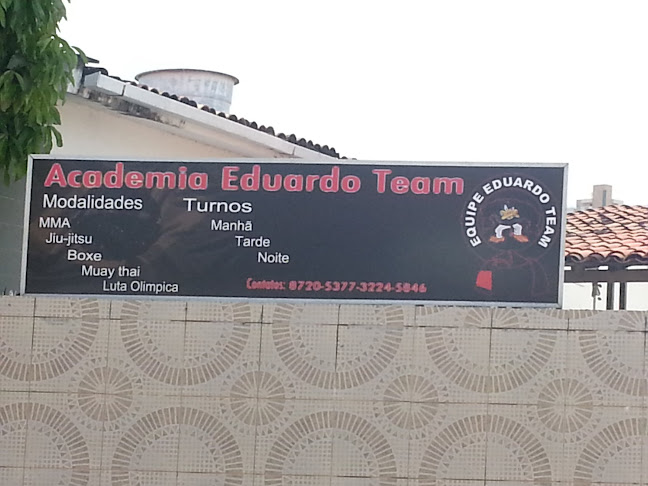 Academia Eduardo Team
Modalidades
MMA
Jiu-jitsu
Boxe
Muay thai
Luta Olimpica
Turnos
Manhã
Tarde
Noite
Contatos: 8720-5377-3224-5846
EQUIPE EDUARDO TEAM